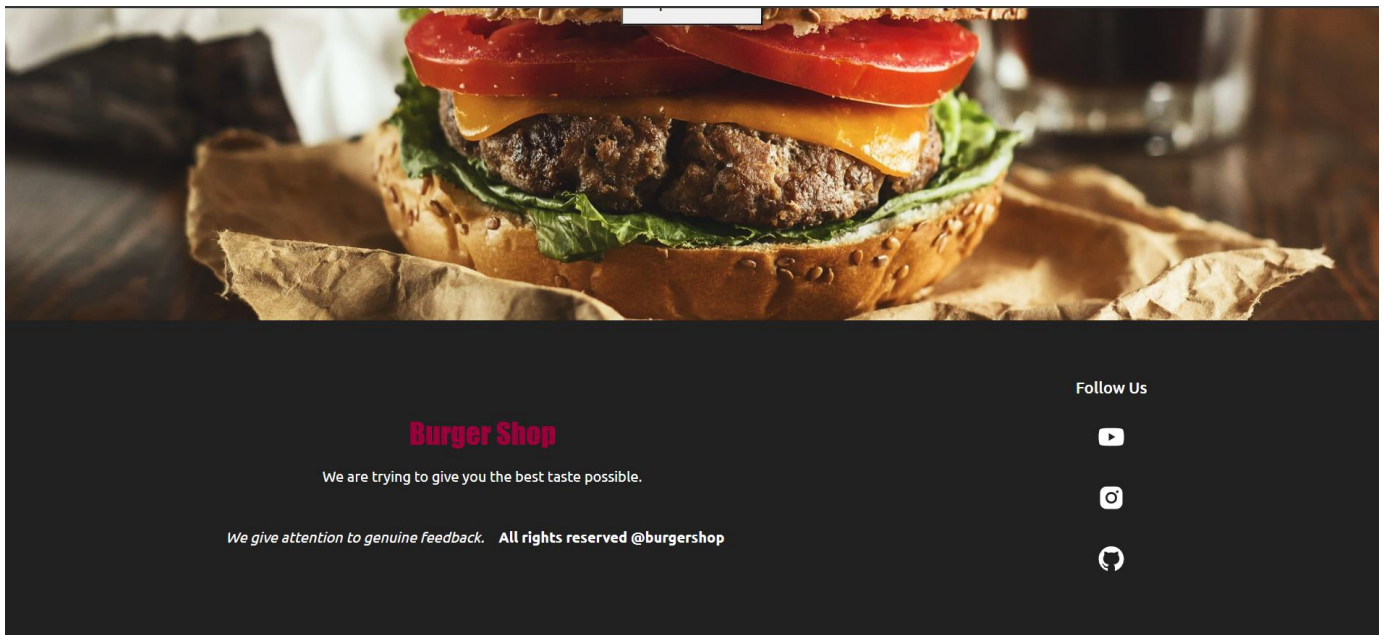 Follow Us
Burger Shop
We are trying to give you the best taste possible.
We give attention to genuine feedback. All rights reserved @burgershop